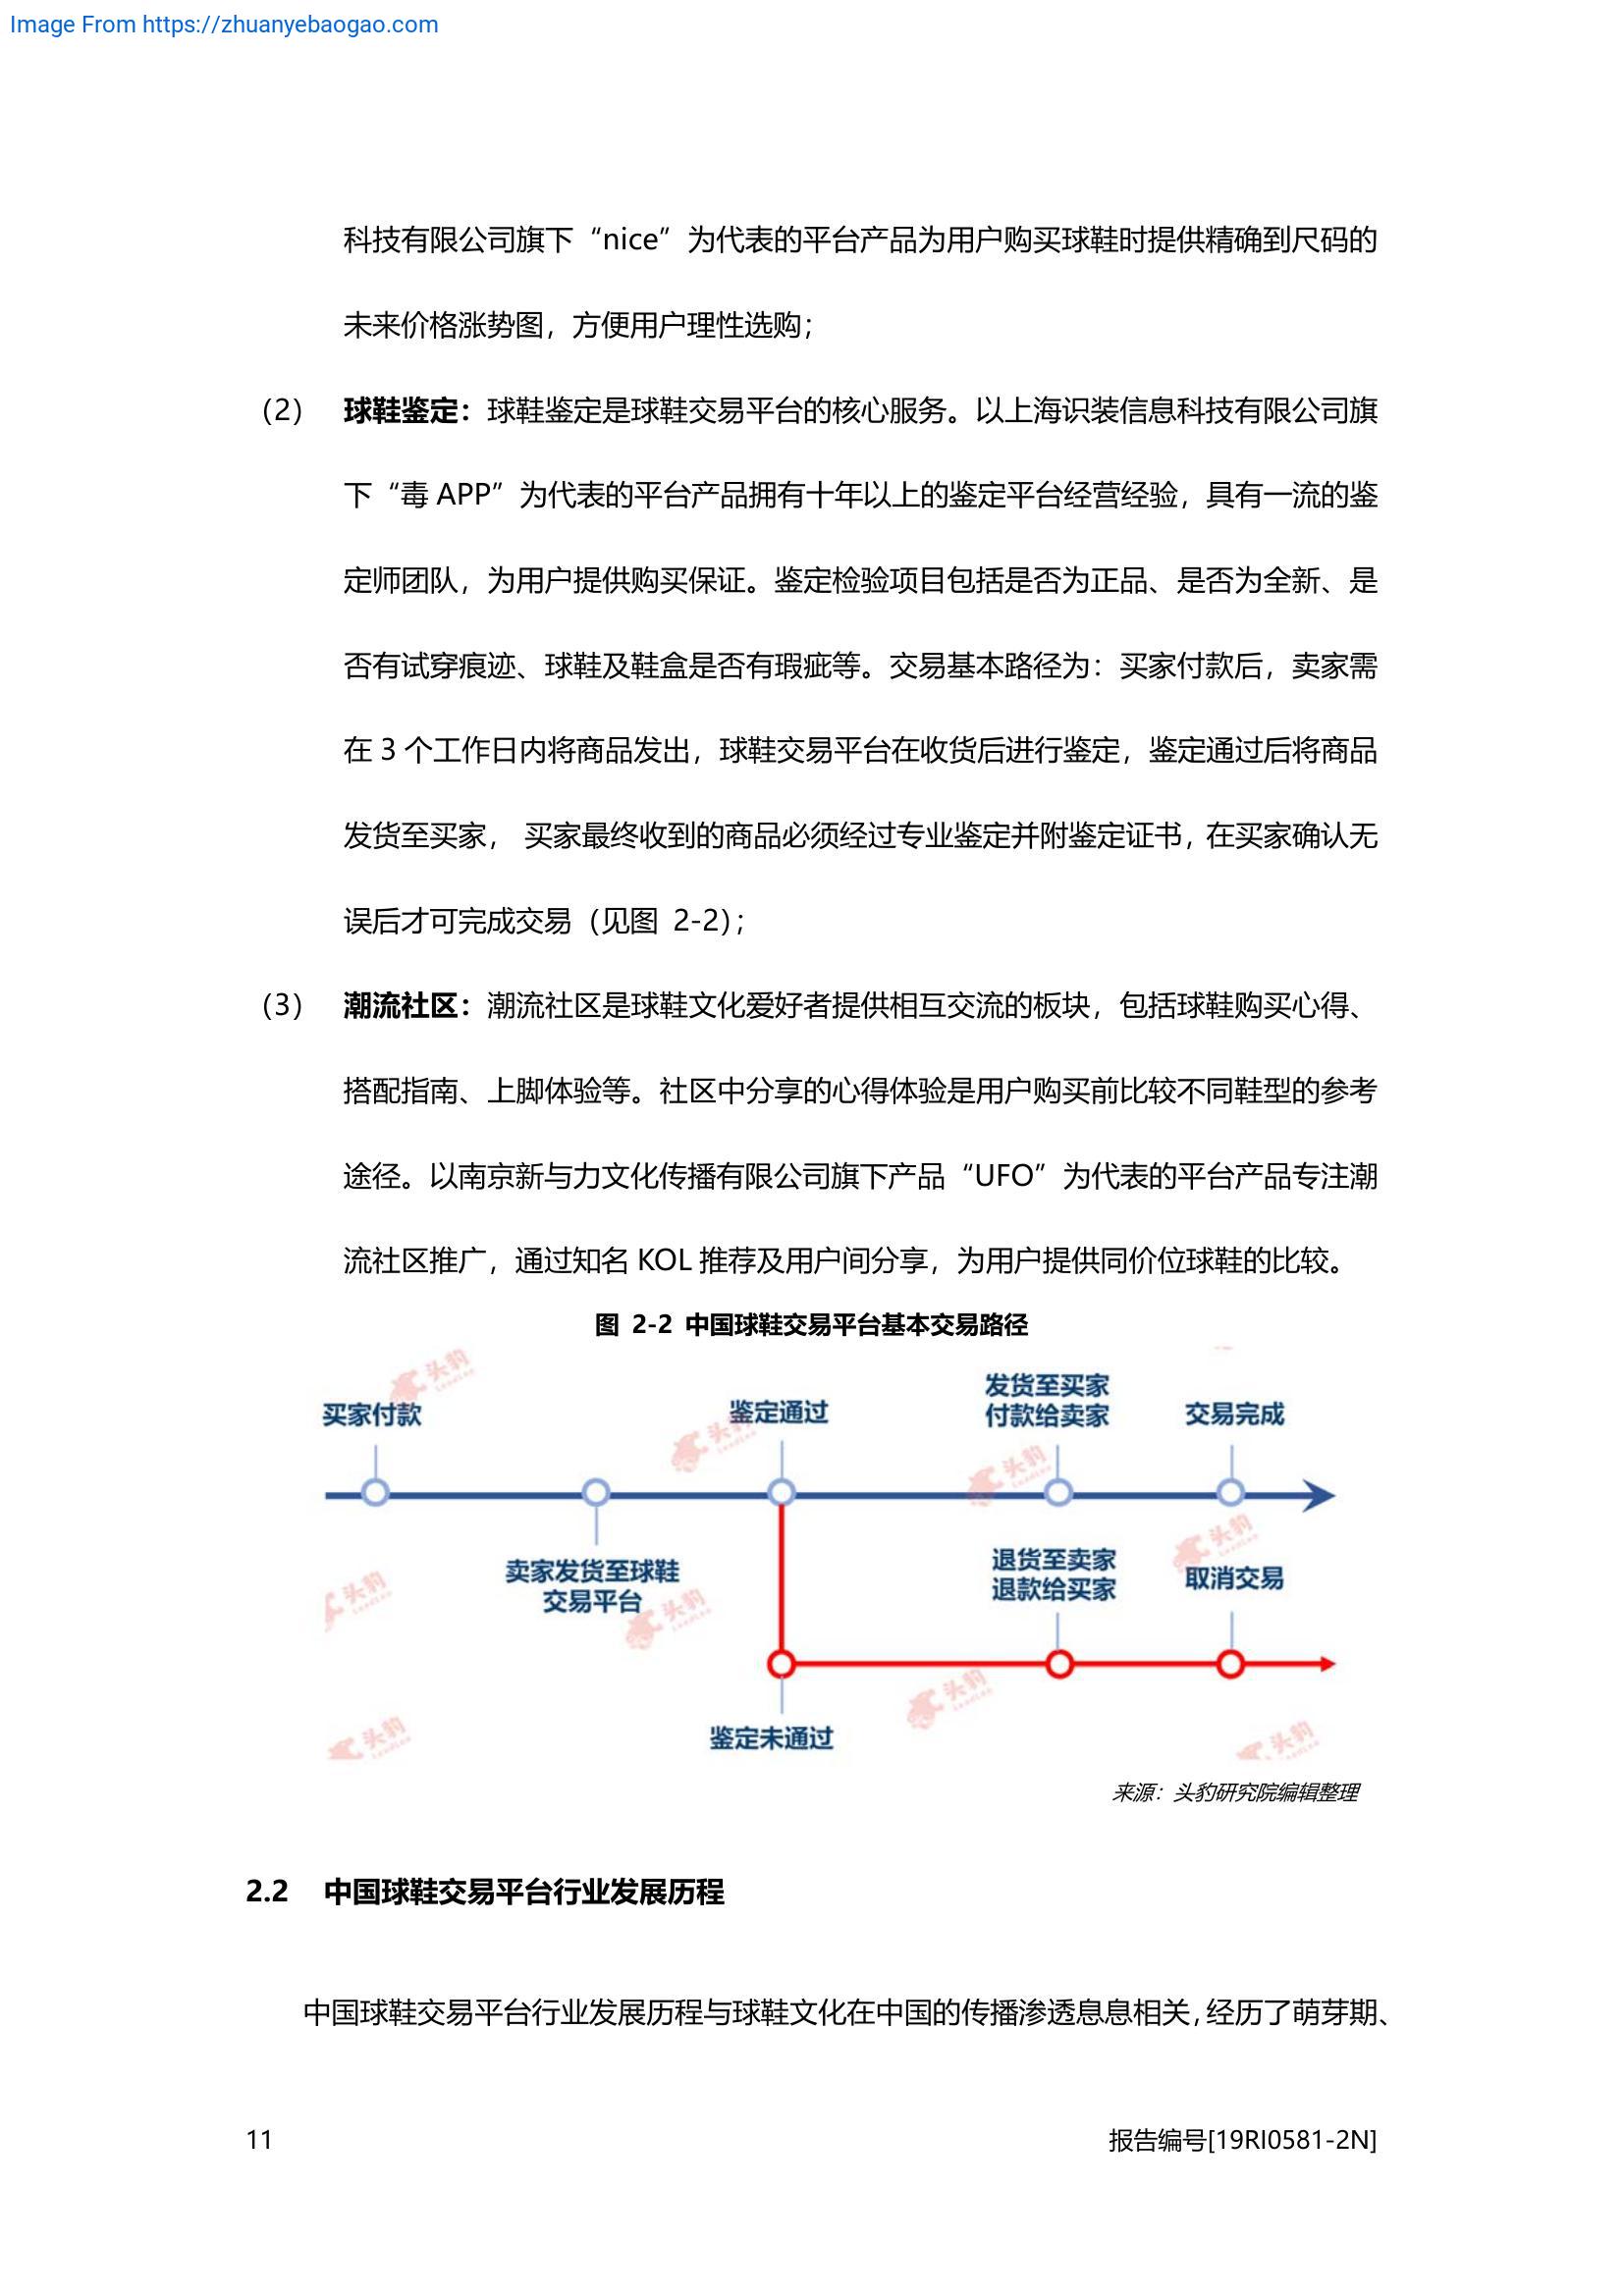 Image From https://zhuanyebaogao.com
科技有限公司旗下“nice”为代表的平台产品为用户购买球鞋时提供精确到尺码的
未来价格涨势图，方便用户理性选购；
（2） 球鞋鉴定：球鞋鉴定是球鞋交易平台的核心服务。以上海识装信息科技有限公司旗
下“毒 APP”为代表的平台产品拥有十年以上的鉴定平台经营经验，具有一流的鉴
定师团队，为用户提供购买保证。鉴定检验项目包括是否为正品、是否为全新、是
否有试穿痕迹、球鞋及鞋盒是否有瑕疵等。交易基本路径为：买家付款后，卖家需
在 3 个工作日内将商品发出，球鞋交易平台在收货后进行鉴定，鉴定通过后将商品
发货至买家， 买家最终收到的商品必须经过专业鉴定并附鉴定证书，在买家确认无
误后才可完成交易（见图 2-2）；
（3） 潮流社区：潮流社区是球鞋文化爱好者提供相互交流的板块，包括球鞋购买心得、
搭配指南、上脚体验等。社区中分享的心得体验是用户购买前比较不同鞋型的参考
途径。以南京新与力文化传播有限公司旗下产品“UFO”为代表的平台产品专注潮
流社区推广，通过知名 KOL 推荐及用户间分享，为用户提供同价位球鞋的比较。
图 2-2 中国球鞋交易平台基本交易路径
买家付款
鉴定通过
发货至买家
付款给卖家
交易完成
卖家发货至球鞋
交易平台
退货至卖家
退款给买家
取消交易
鉴定未通过
头豹
LeadLeo
头豹
LeadLeo
头豹
LeadLeo
头豹
LeadLeo
头豹
LeadLeo
头豹
LeadLeo
头豹
LeadLeo
头豹
LeadLeo
头豹
LeadLeo
来源：头豹研究院编辑整理
2.2 中国球鞋交易平台行业发展历程
中国球鞋交易平台行业发展历程与球鞋文化在中国的传播渗透息息相关，经历了萌芽期、
11
报告编号[19RI0581-2N]